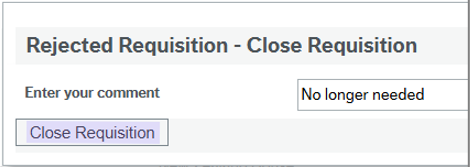 Rejected Requisition - Close Requisition
Enter your comment
No longer needed
Close Requisition